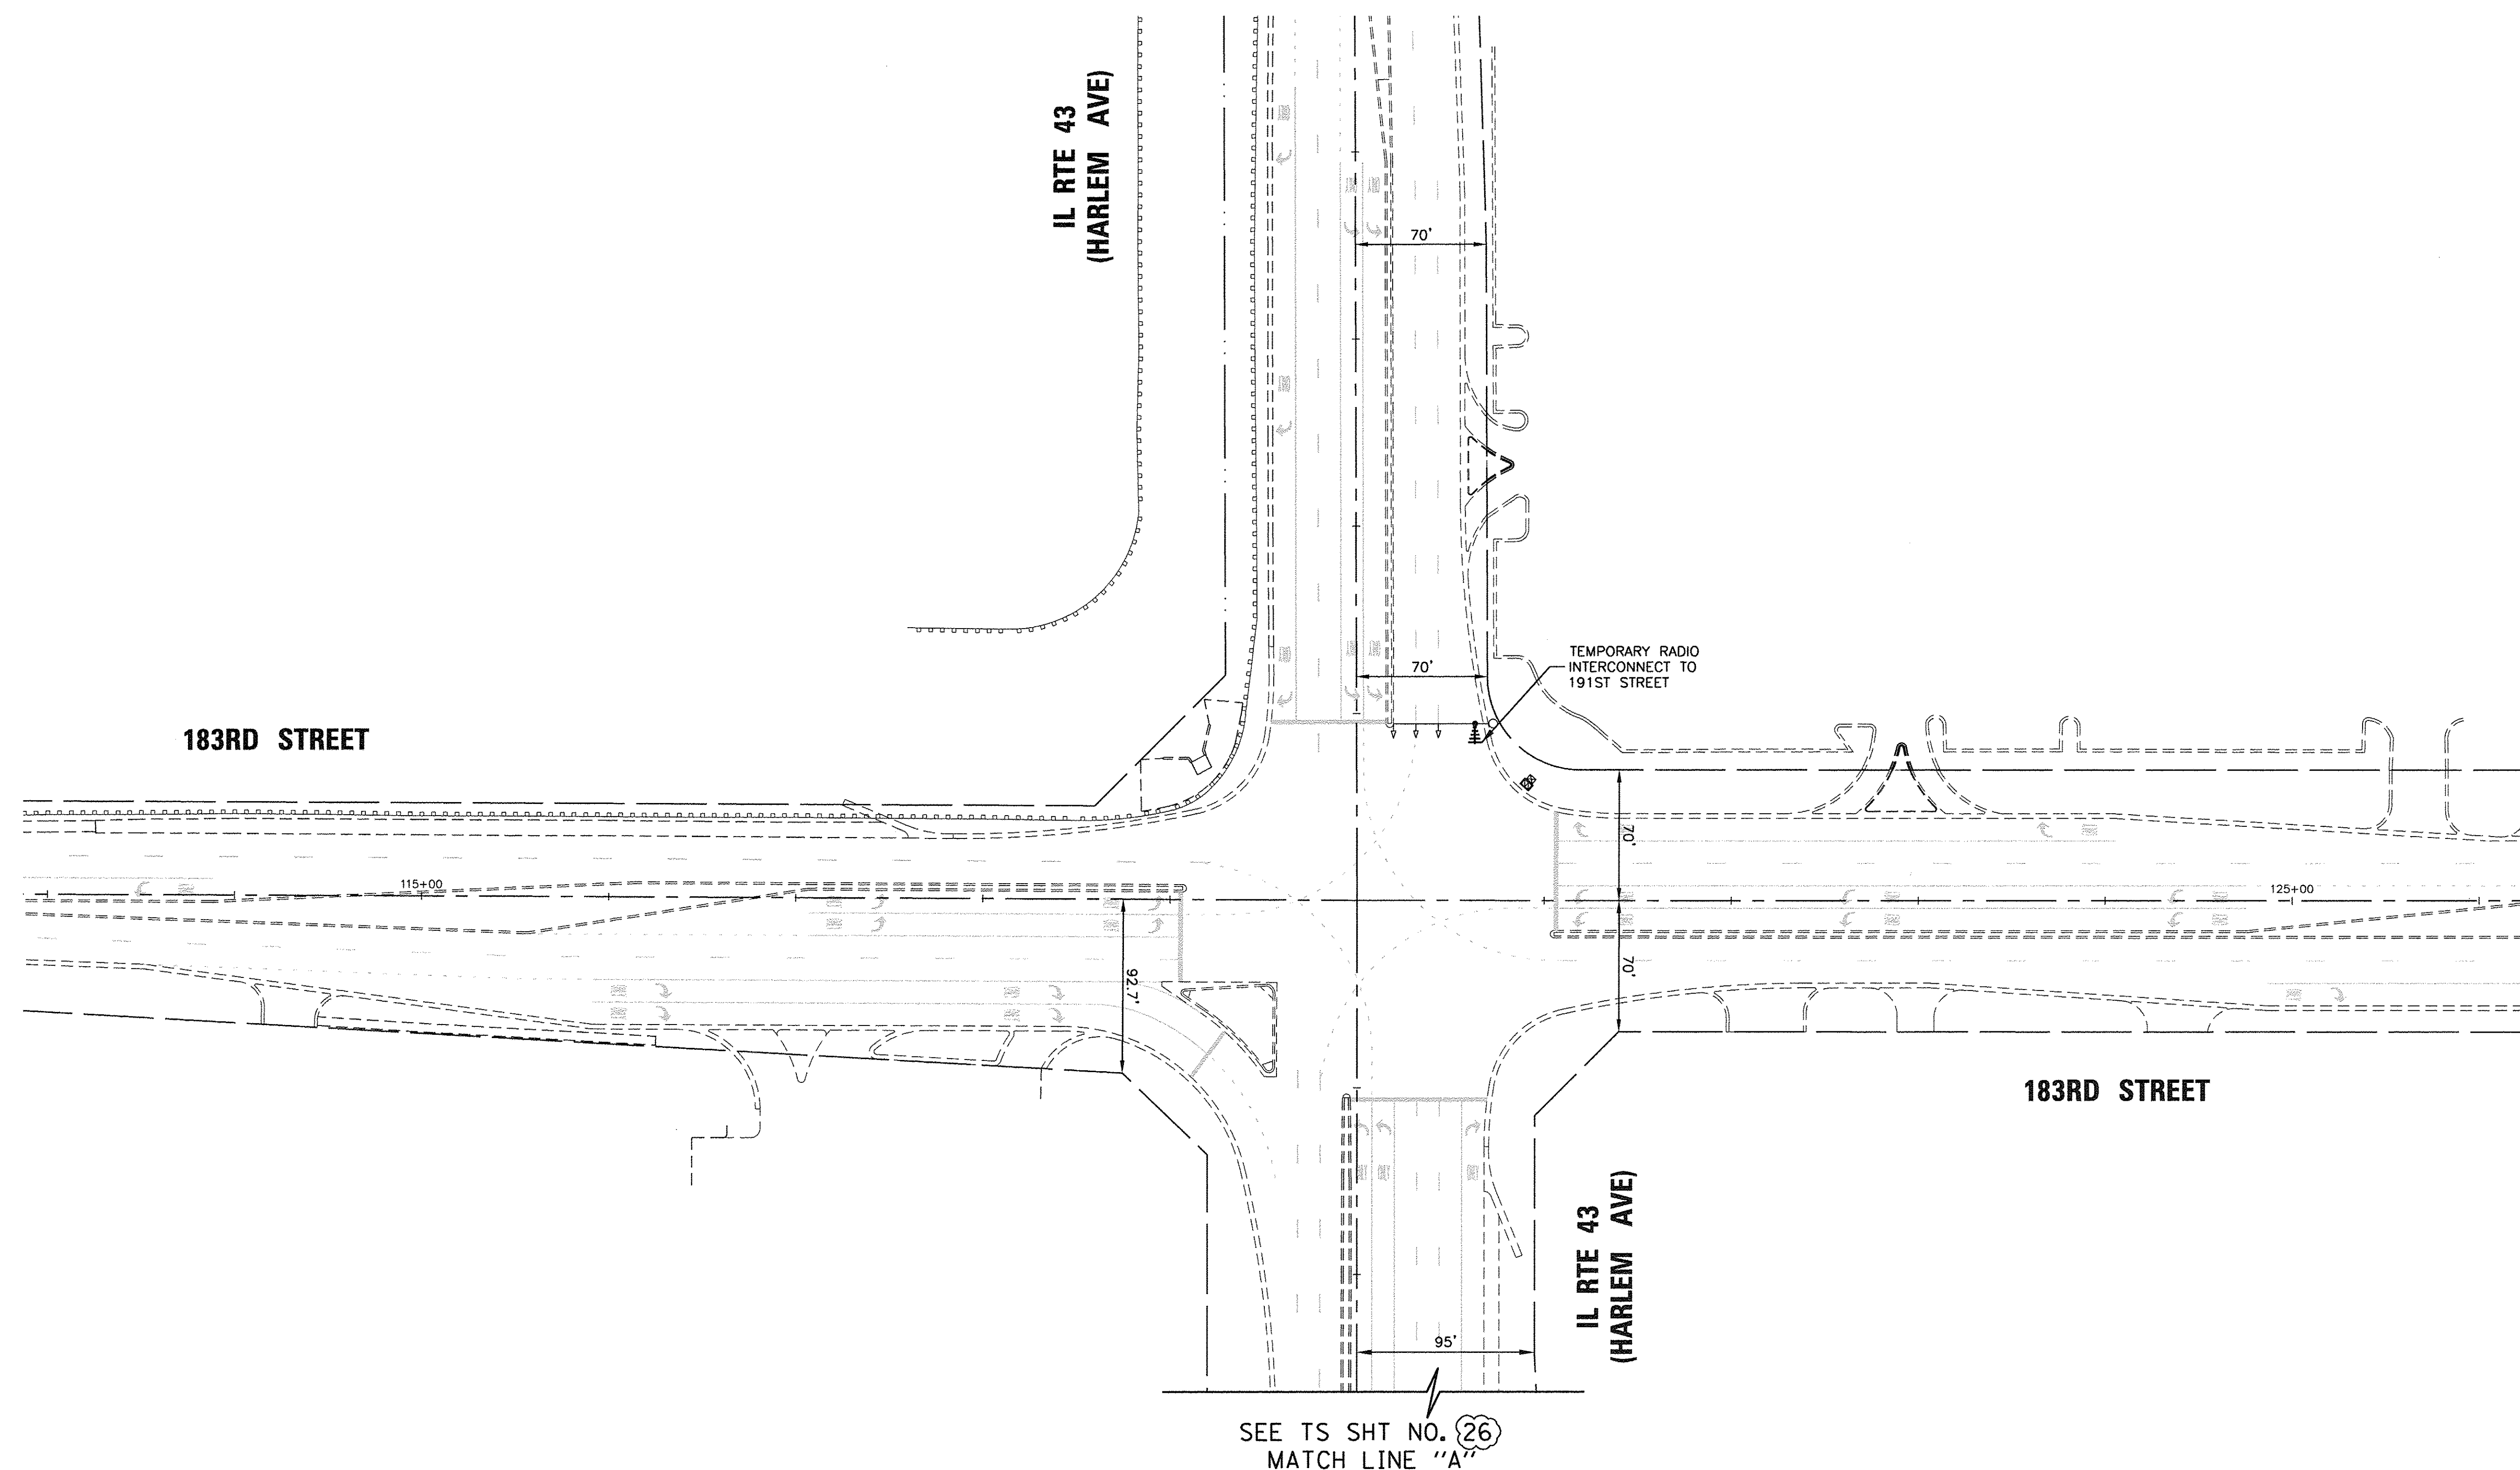 IL RTE 43
(HARLEM AVE)
70'
TEMPORARY RADIO
INTERCONNECT TO
191ST STREET
70'
183RD STREET
70'
115+00
125+00
92.7'
70'
183RD STREET
IL RTE 43
(HARLEM AVE)
95'
SEE TS SHT NO. 26
MATCH LINE "A"